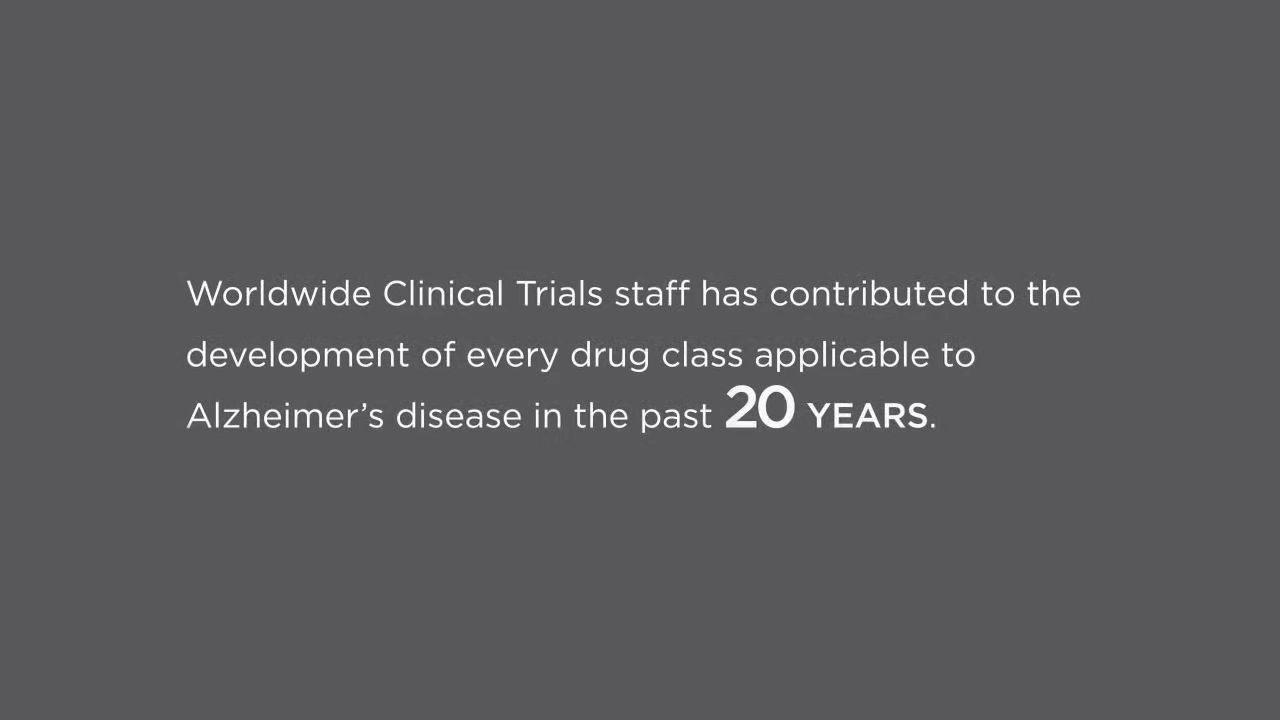 Worldwide Clinical Trials staff has contributed to the
development of every drug class applicable to
Alzheimer’s disease in the past 20 YEARS.